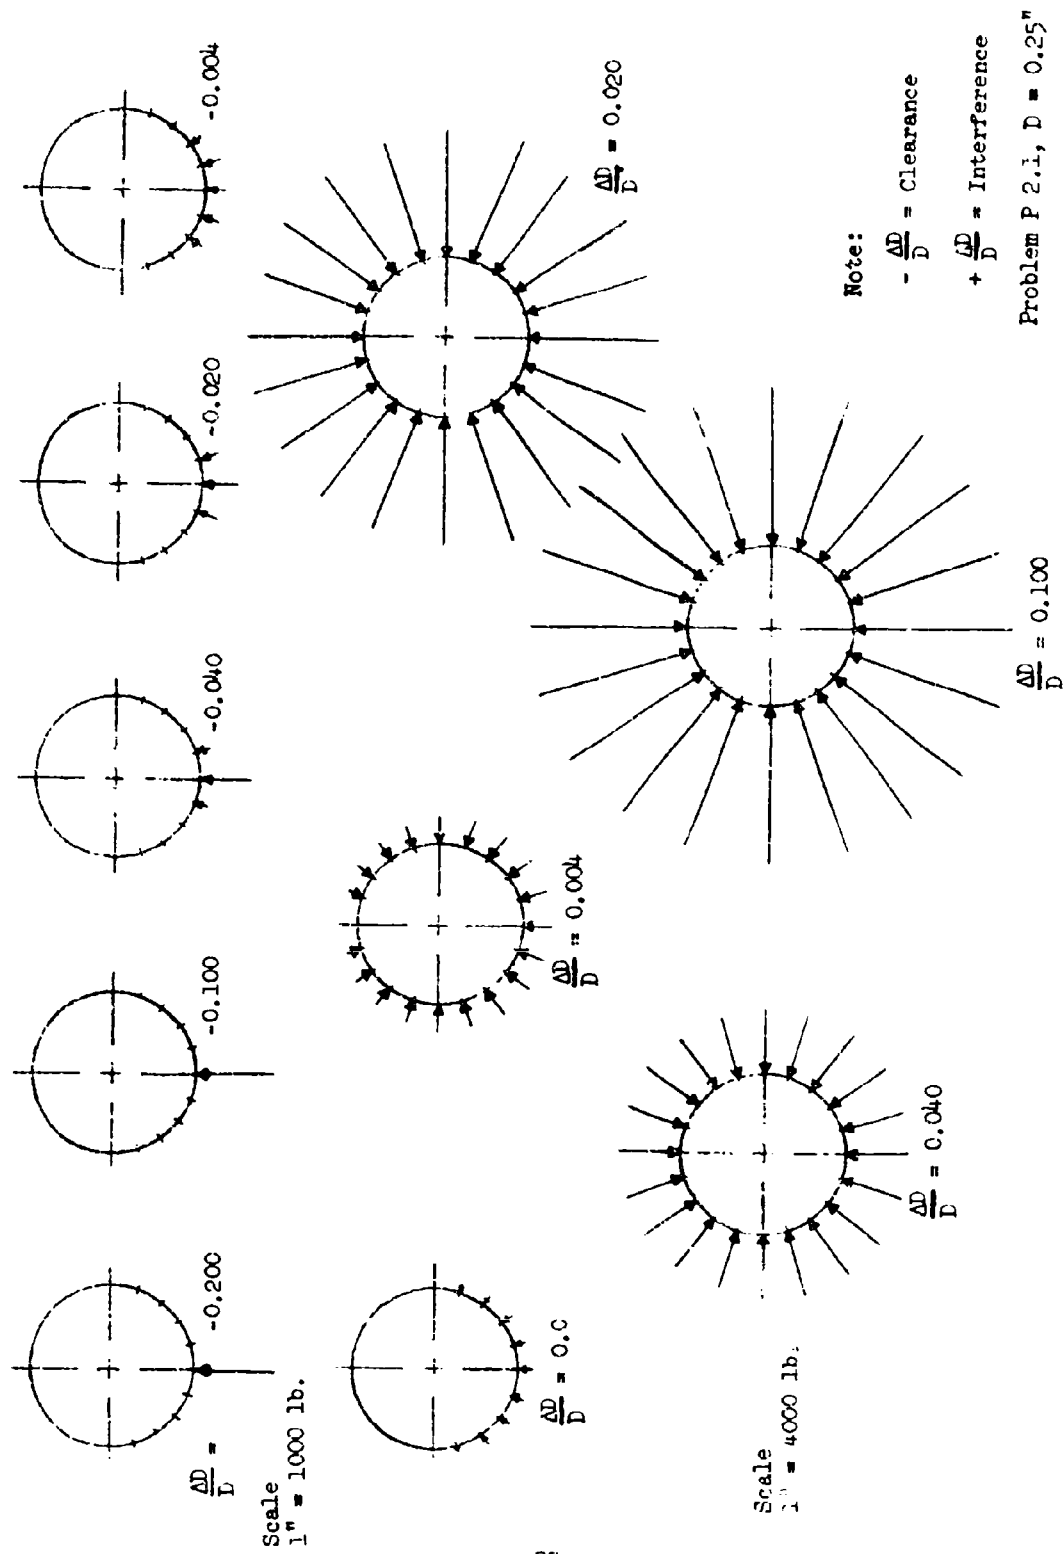 ΔD/D =
-0.200
-0.100
-0.040
-0.020
-0.004
Scale
1" = 1000 lb.
ΔD/D = 0.0
ΔD/D = 0.004
ΔD/D = 0.020
Scale
1" = 4000 lb.
ΔD/D = 0.040
ΔD/D = 0.100
Note:
- ΔD/D = Clearance
+ ΔD/D = Interference
Problem P 2.1, D = 0.25"